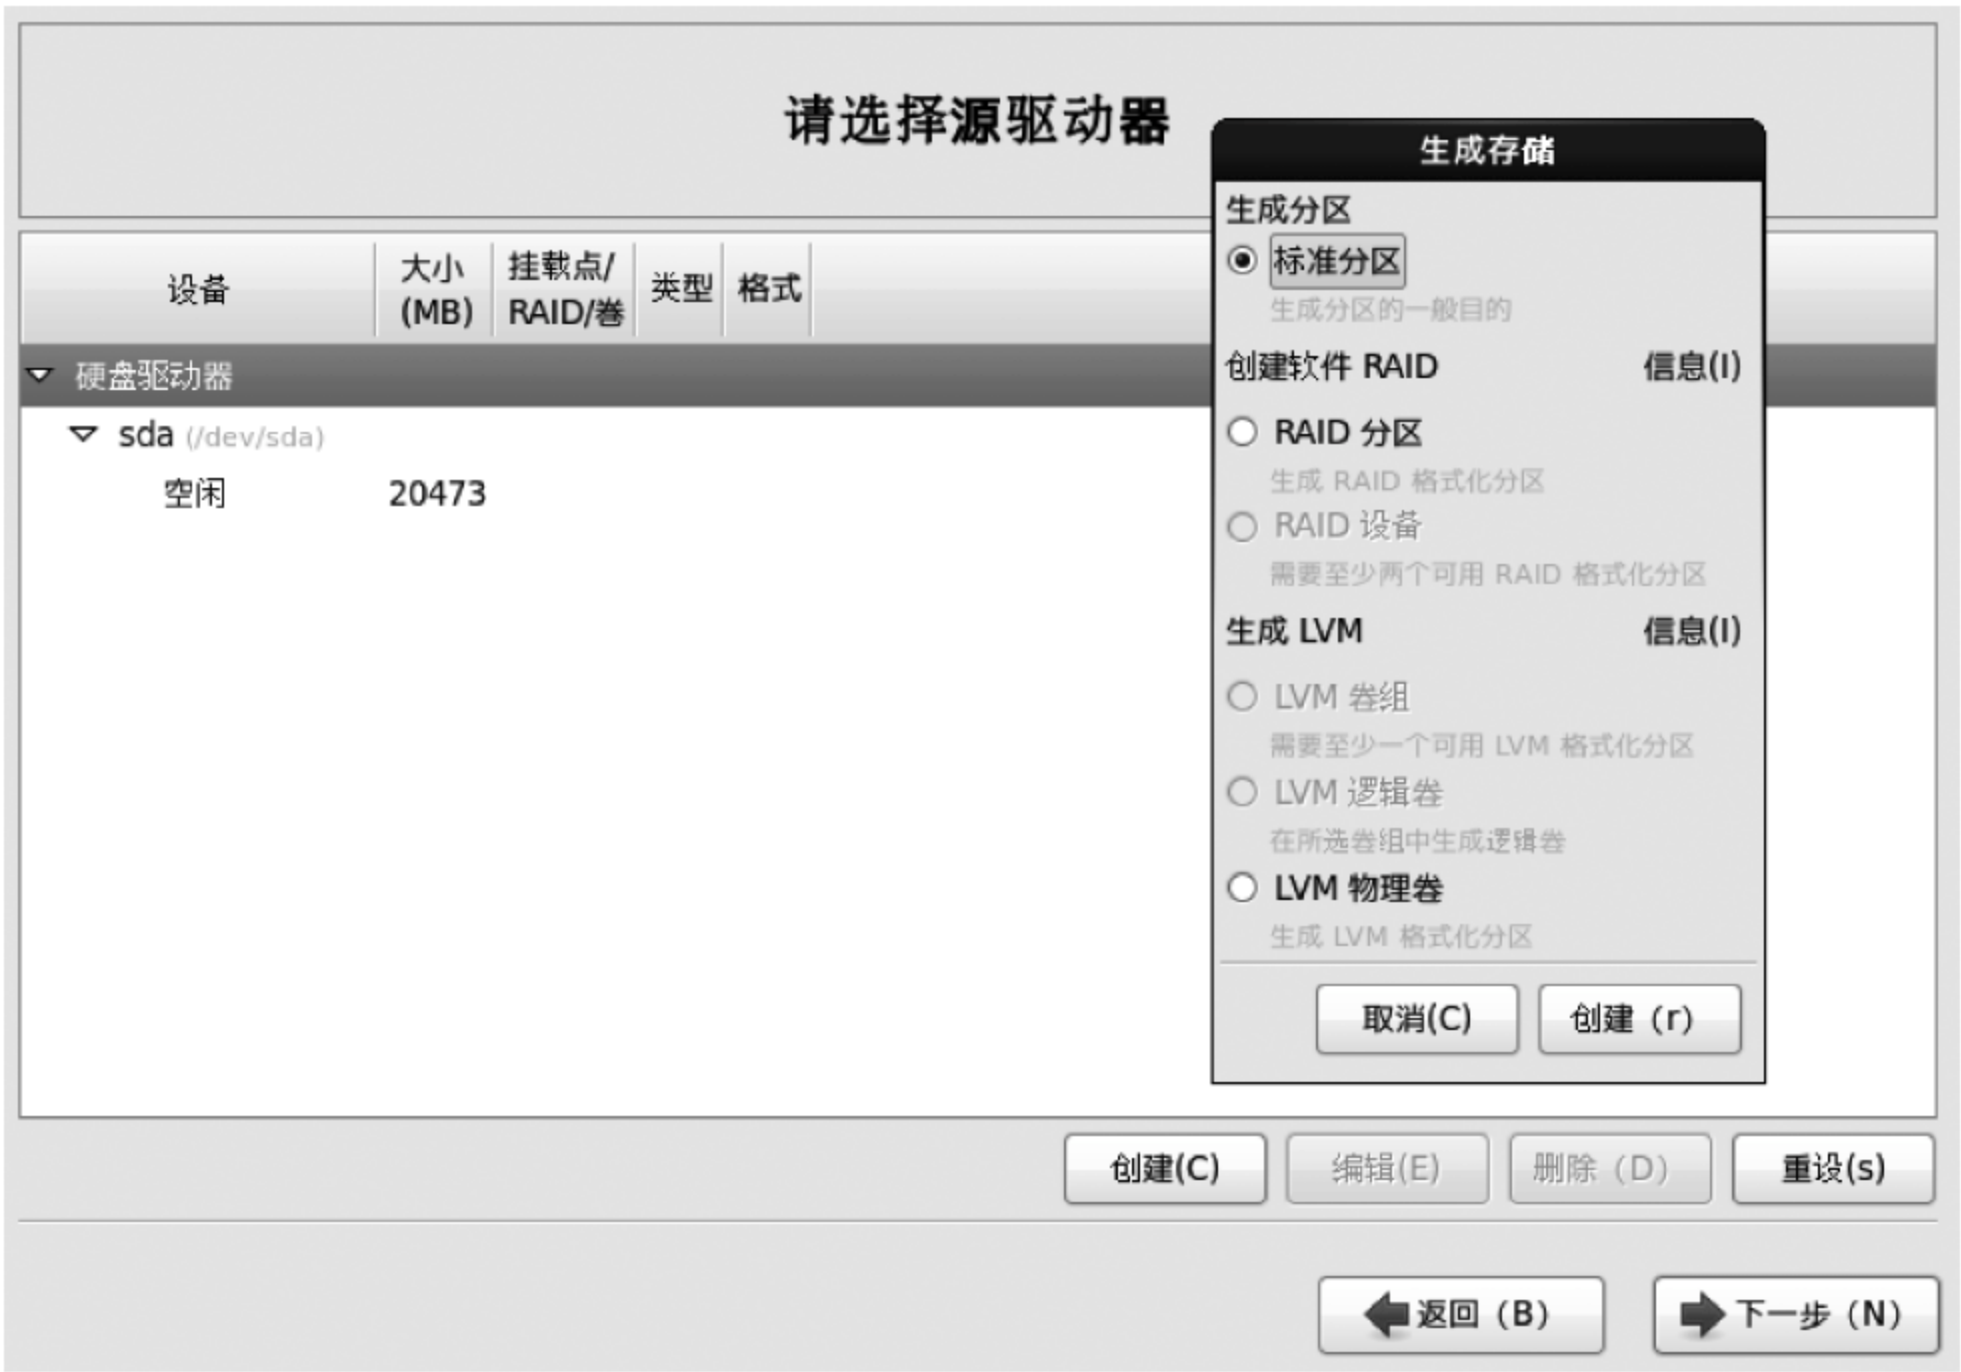 请选择源驱动器
设备
大小
(MB)
挂载点/
RAID/卷
类型
格式
硬盘驱动器
sda (/dev/sda)
空闲 20473
生成存储
生成分区
标准分区
生成分区的一般目的
创建软件 RAID 信息(I)
RAID 分区
生成 RAID 格式化分区
RAID 设备
需要至少两个可用 RAID 格式化分区
生成 LVM 信息(I)
LVM 卷组
需要至少一个可用 LVM 格式化分区
LVM 逻辑卷
在所选卷组中生成逻辑卷
LVM 物理卷
生成 LVM 格式化分区
取消(C) 创建（r）
创建(C) 编辑(E) 删除（D） 重设(s)
返回（B） 下一步（N）